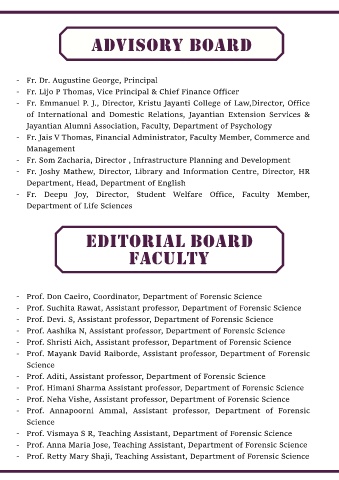 ADVISORY BOARD
- Fr. Dr. Augustine George, Principal
- Fr. Lijo P Thomas, Vice Principal & Chief Finance Officer
- Fr. Emmanuel P. J., Director, Kristu Jayanti College of Law,Director, Office
of International and Domestic Relations, Jayantian Extension Services &
Jayantian Alumni Association, Faculty, Department of Psychology
- Fr. Jais V Thomas, Financial Administrator, Faculty Member, Commerce and
Management
- Fr. Som Zacharia, Director , Infrastructure Planning and Development
- Fr. Joshy Mathew, Director, Library and Information Centre, Director, HR
Department, Head, Department of English
- Fr. Deepu Joy, Director, Student Welfare Office, Faculty Member,
Department of Life Sciences
EDITORIAL BOARD
FACULTY
- Prof. Don Caeiro, Coordinator, Department of Forensic Science
- Prof. Suchita Rawat, Assistant professor, Department of Forensic Science
- Prof. Devi. S, Assistant professor, Department of Forensic Science
- Prof. Aashika N, Assistant professor, Department of Forensic Science
- Prof. Shristi Aich, Assistant professor, Department of Forensic Science
- Prof. Mayank David Raiborde, Assistant professor, Department of Forensic
Science
- Prof. Aditi, Assistant professor, Department of Forensic Science
- Prof. Himani Sharma Assistant professor, Department of Forensic Science
- Prof. Neha Vishe, Assistant professor, Department of Forensic Science
- Prof. Annapoorni Ammal, Assistant professor, Department of Forensic
Science
- Prof. Vismaya S R, Teaching Assistant, Department of Forensic Science
- Prof. Anna Maria Jose, Teaching Assistant, Department of Forensic Science
- Prof. Retty Mary Shaji, Teaching Assistant, Department of Forensic Science